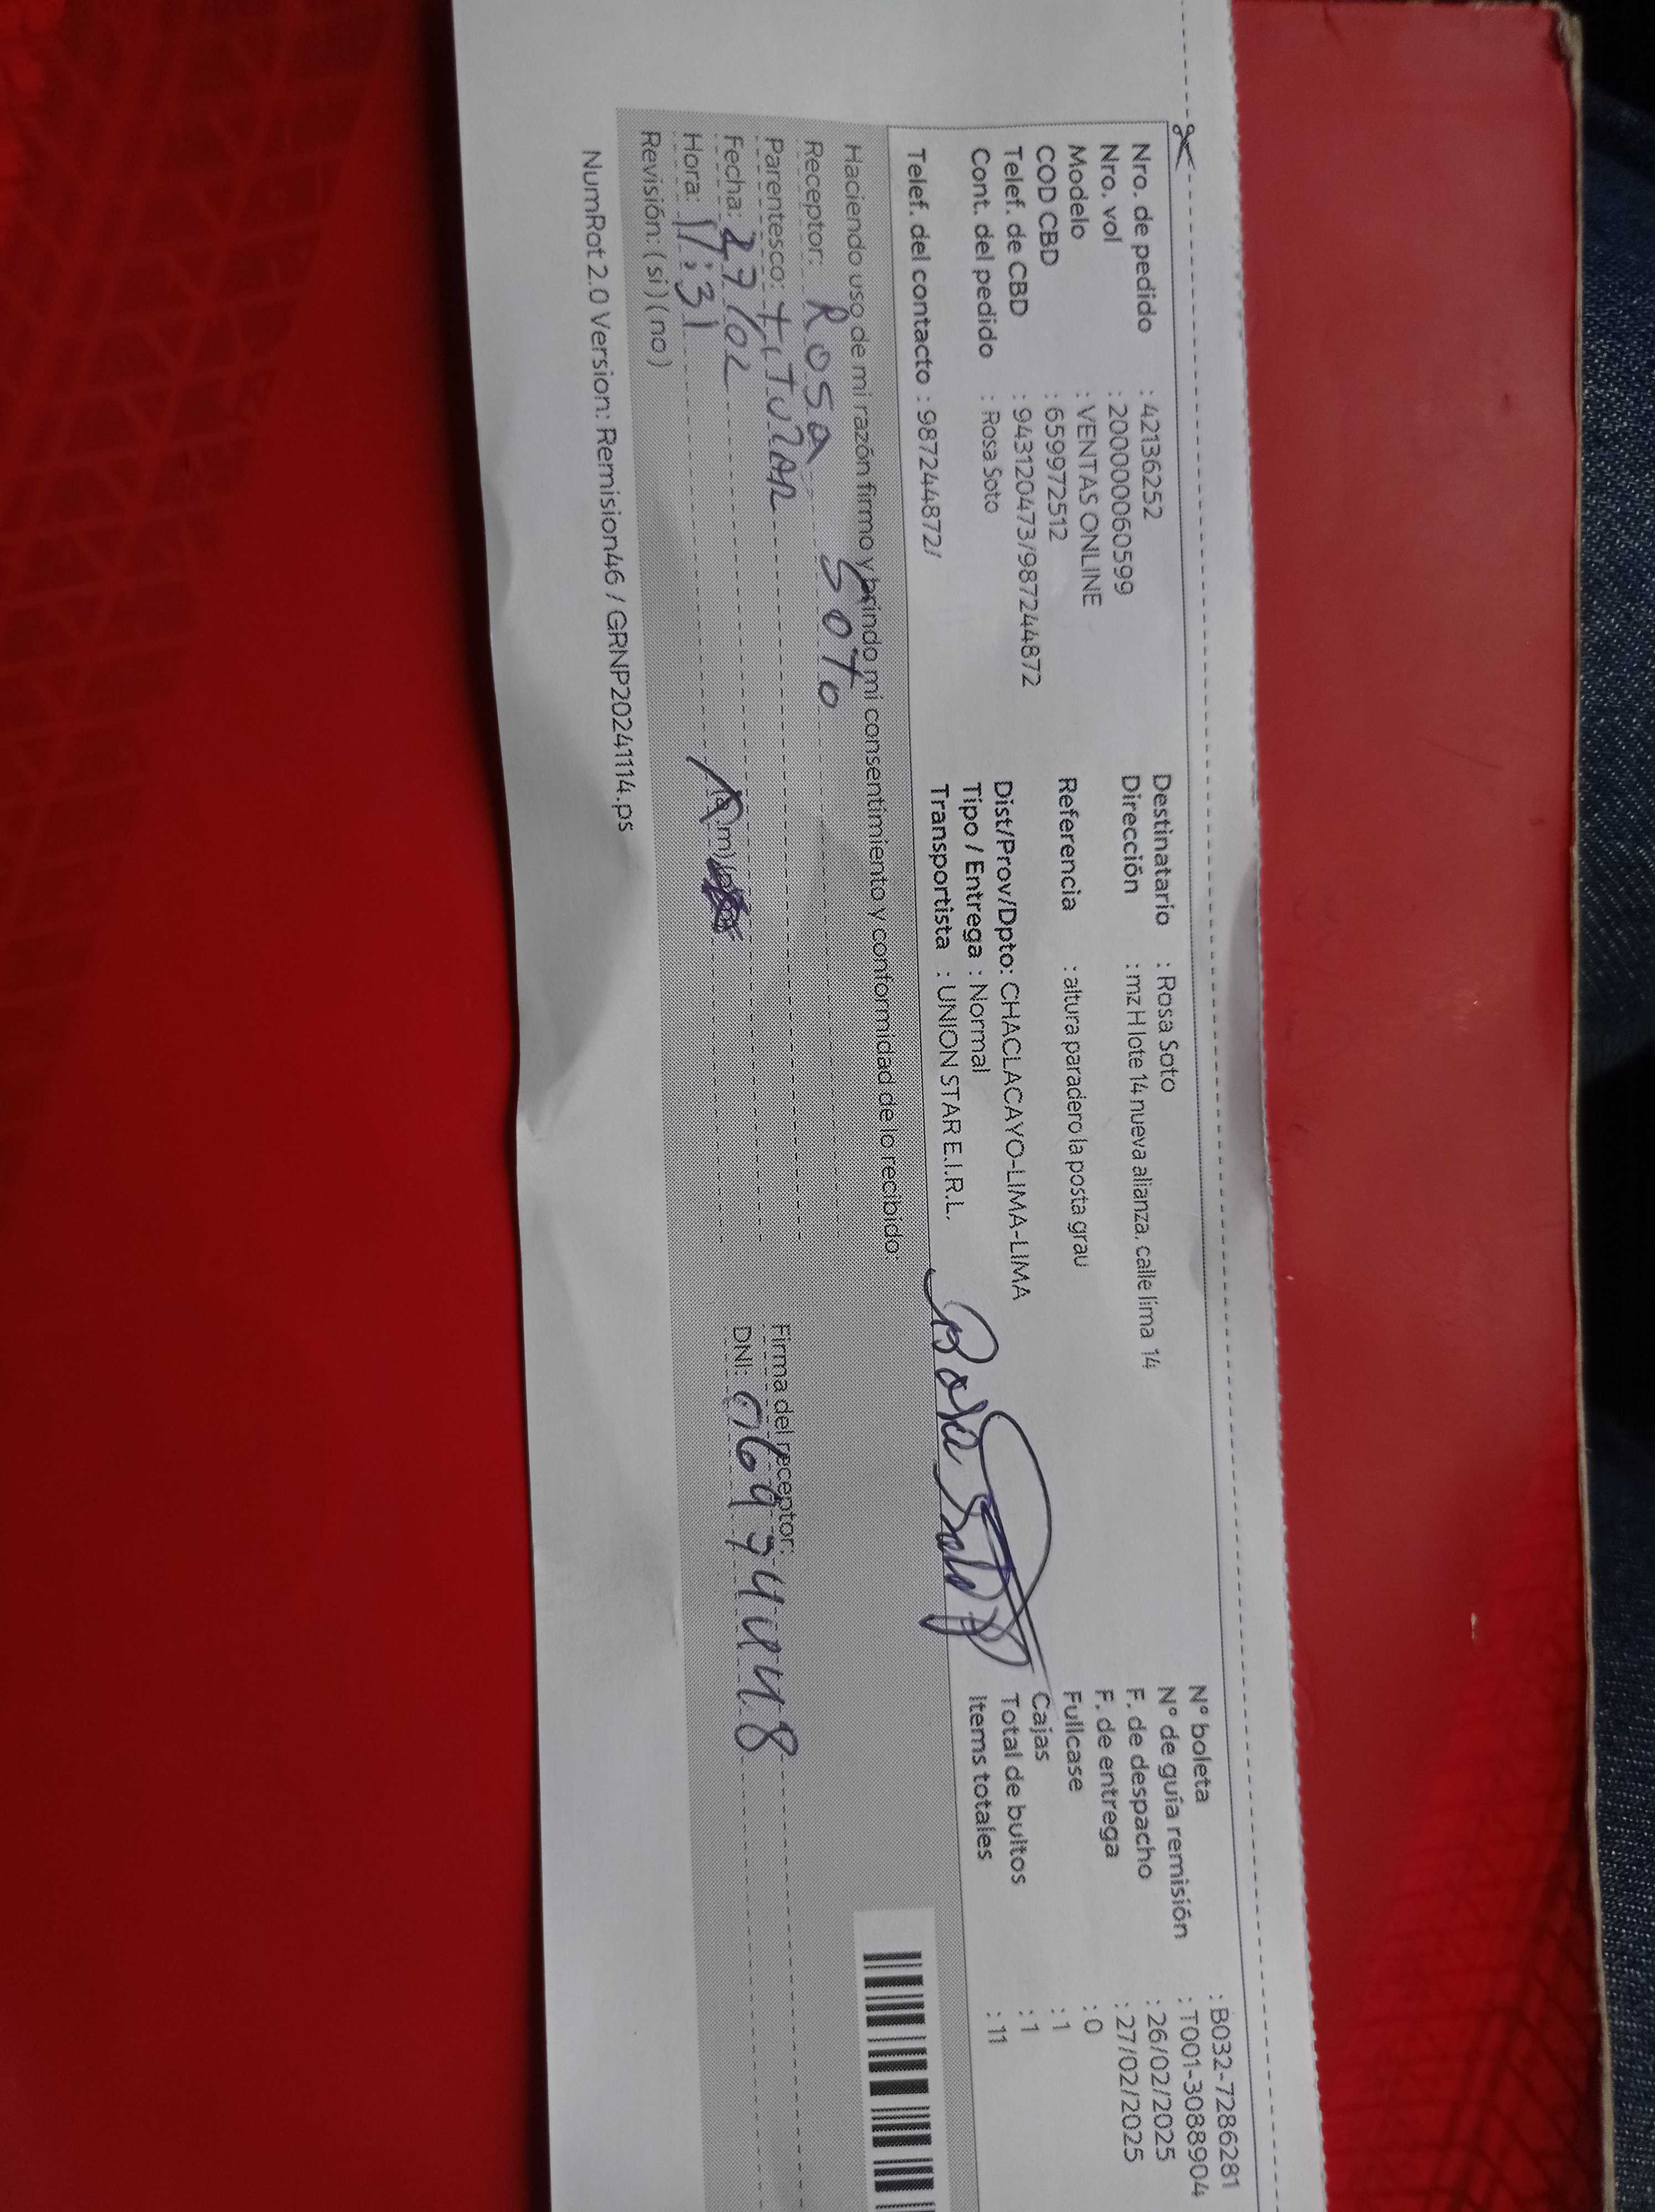 Nro. de pedido : 42136252
Nro. vol : 200000060599
Modelo : VENTAS ONLINE
COD CBD : 659972512
Telef. de CBD : 943120473/987244872
Cont. del pedido : Rosa Soto
Telef. del contacto : 987244872/
Destinatario : Rosa Soto
Dirección : mz H lote 14 nueva alianza, calle lima 14
Referencia : altura paradero la posta grau
Dist/Prov/Dpto: CHACLACAYO-LIMA-LIMA
Tipo / Entrega : Normal
Transportista : UNION STAR E.I.R.L.
N° boleta : B032-7286281
N° de guía remisión : T001-3088904
F. de despacho : 26/02/2025
F. de entrega : 27/02/2025
Fullcase : 0
Cajas : 1
Total de bultos : 1
Items totales : 11
Rosa Soto
Haciendo uso de mi razón firmo y brindo mi consentimiento y conformidad de lo recibido:
Receptor: Rosa Soto
Parentesco: titular
Fecha: 27/02
Hora: 11:31
Revisión: ( si ) ( no )
Firma del receptor:
DNI:
NumRot 2.0 Version: Remision46 / GRNP20241114.ps